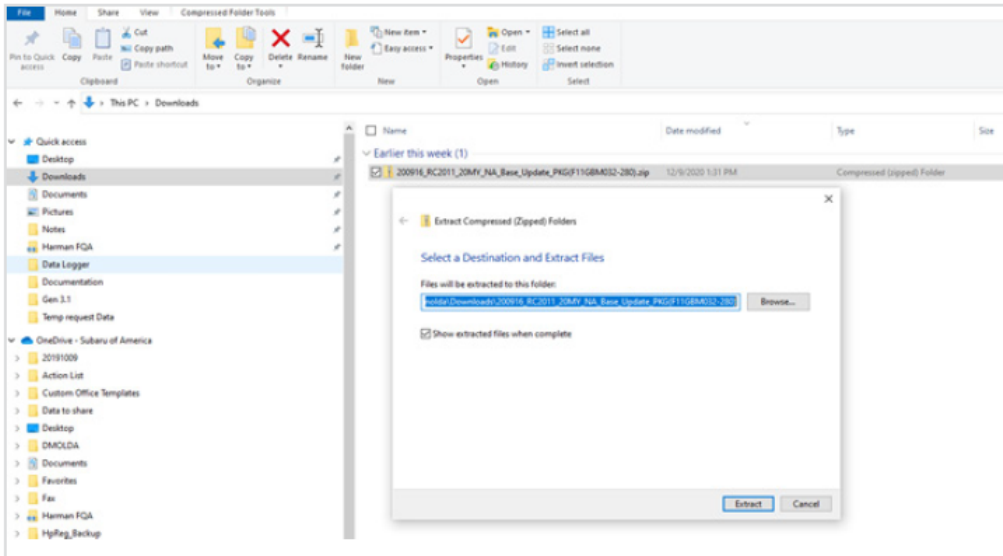 File Home Share View Compressed Folder Tools
Pin to Quick access
Copy
Paste
Cut
Copy path
Paste shortcut
Clipboard
Move to
Copy to
Delete
Rename
Organize
New folder
New item
Easy access
New
Properties
Open
Edit
History
Open
Select all
Select none
Invert selection
Select
This PC > Downloads
Quick access
Desktop
Downloads
Documents
Pictures
Notes
Harman FQA
Data Logger
Documentation
Gen 3.1
Temp request Data
OneDrive - Subaru of America
20191009
Action List
Custom Office Templates
Data to share
Desktop
DMOLDA
Documents
Favorites
Fax
Harman FQA
HpReg_Backup
Name Date modified Type Size
Earlier this week (1)
200916_RC2011_20MY_NA_Base_Update_PKG(F11GBM032-280).zip 12/9/2020 1:31 PM Compressed (zipped) Folder
Extract Compressed (Zipped) Folders
Select a Destination and Extract Files
Files will be extracted to this folder:
nolda\Downloads\200916_RC2011_20MY_NA_Base_Update_PKG(F11GBM032-280) Browse...
Show extracted files when complete
Extract Cancel